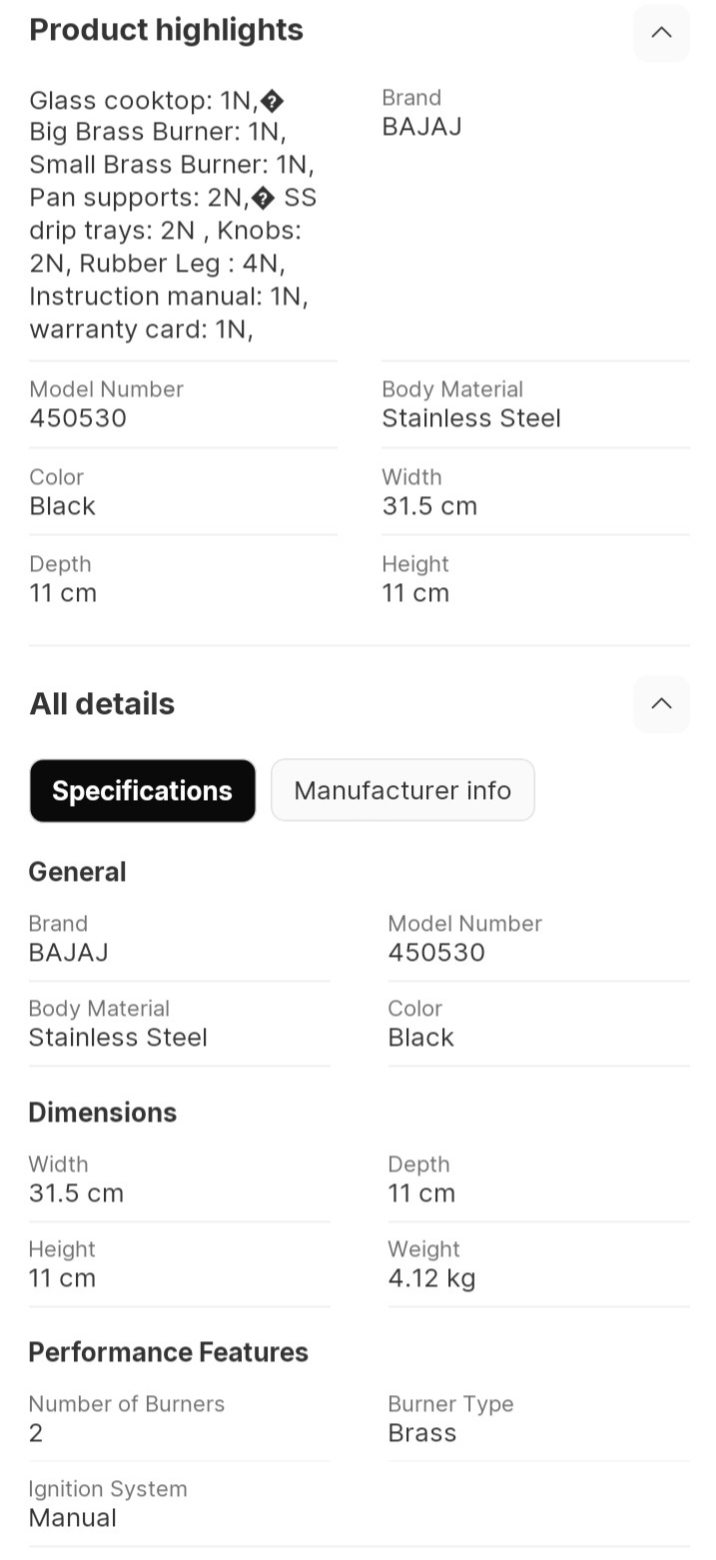 Product highlights
Glass cooktop: 1N,�
Big Brass Burner: 1N,
Small Brass Burner: 1N,
Pan supports: 2N,� SS
drip trays: 2N , Knobs:
2N, Rubber Leg : 4N,
Instruction manual: 1N,
warranty card: 1N,
Brand
BAJAJ
Model Number
450530
Body Material
Stainless Steel
Color
Black
Width
31.5 cm
Depth
11 cm
Height
11 cm
All details
Specifications
Manufacturer info
General
Brand
BAJAJ
Model Number
450530
Body Material
Stainless Steel
Color
Black
Dimensions
Width
31.5 cm
Depth
11 cm
Height
11 cm
Weight
4.12 kg
Performance Features
Number of Burners
2
Burner Type
Brass
Ignition System
Manual